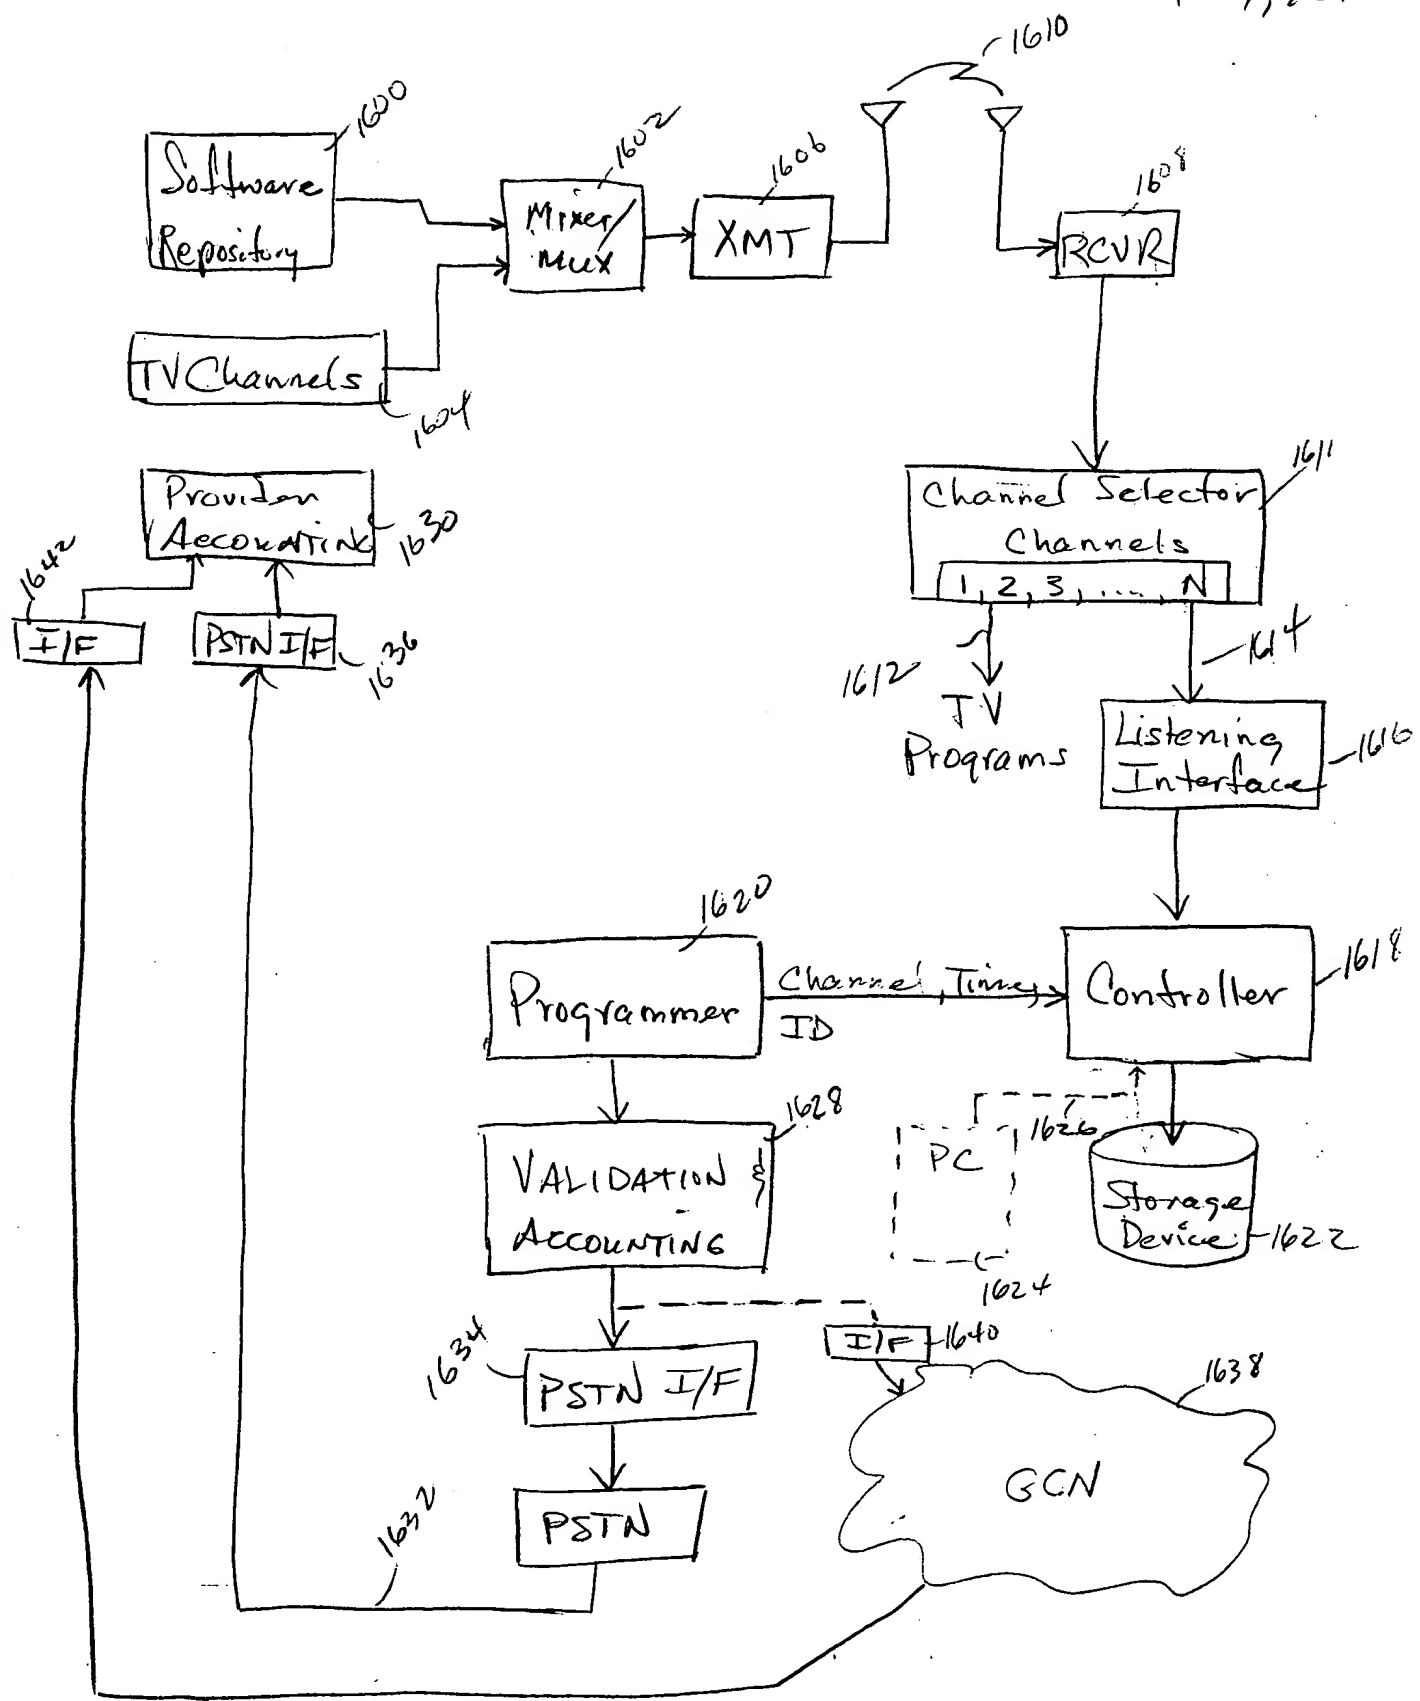 1610
1600
Software
Repository
1602
Mixer/
MUX
1606
XMT
1608
RCVR
TV Channels
1604
1611
Channel Selector
Channels
1, 2, 3, .... , N
1612
TV
Programs
1614
Provider
Accounting
1630
1642
I/F
PSTN I/F
1636
Listening
Interface
1616
1620
Programmer
Channel, Time,
ID
Controller
1618
1628
VALIDATION &
ACCOUNTING
PC
1626
1624
Storage
Device
1622
1634
PSTN I/F
I/F
1640
1638
GCN
PSTN
1632